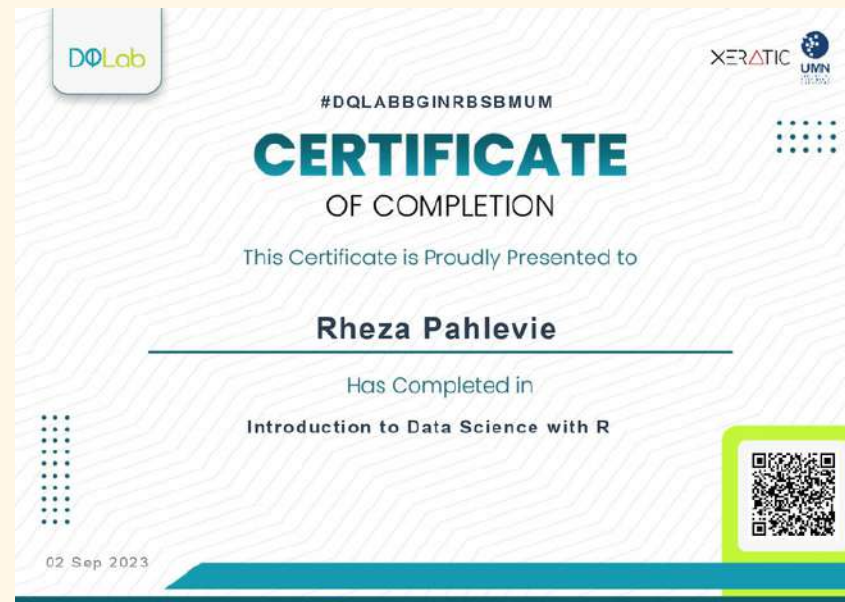 DQLab
XERATIC
UMN
#DQLABBGINRBSBMUM
CERTIFICATE
OF COMPLETION
This Certificate is Proudly Presented to
Rheza Pahlevie
Has Completed in
Introduction to Data Science with R
02 Sep 2023